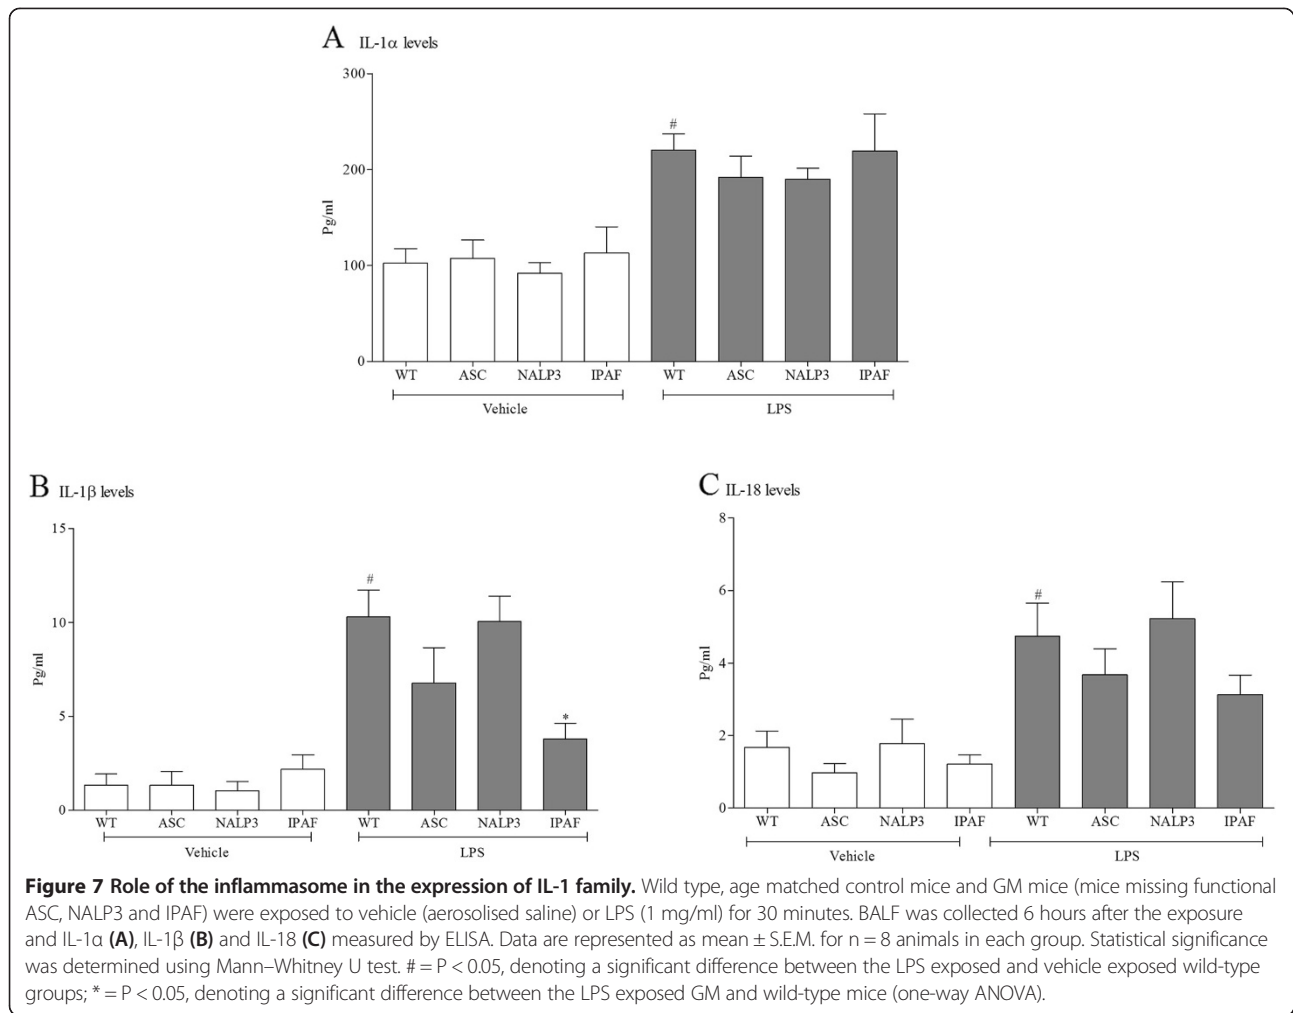 A IL-1α levels
300
200
100
0
Pg/ml
#
WT ASC NALP3 IPAF WT ASC NALP3 IPAF
Vehicle LPS
B IL-1β levels
15
10
5
0
Pg/ml
#
*
WT ASC NALP3 IPAF WT ASC NALP3 IPAF
Vehicle LPS
C IL-18 levels
8
6
4
2
0
Pg/ml
#
WT ASC NALP3 IPAF WT ASC NALP3 IPAF
Vehicle LPS
Figure 7 Role of the inflammasome in the expression of IL-1 family. Wild type, age matched control mice and GM mice (mice missing functional
ASC, NALP3 and IPAF) were exposed to vehicle (aerosolised saline) or LPS (1 mg/ml) for 30 minutes. BALF was collected 6 hours after the exposure
and IL-1α (A), IL-1β (B) and IL-18 (C) measured by ELISA. Data are represented as mean ± S.E.M. for n = 8 animals in each group. Statistical significance
was determined using Mann–Whitney U test. # = P < 0.05, denoting a significant difference between the LPS exposed and vehicle exposed wild-type
groups; * = P < 0.05, denoting a significant difference between the LPS exposed GM and wild-type mice (one-way ANOVA).